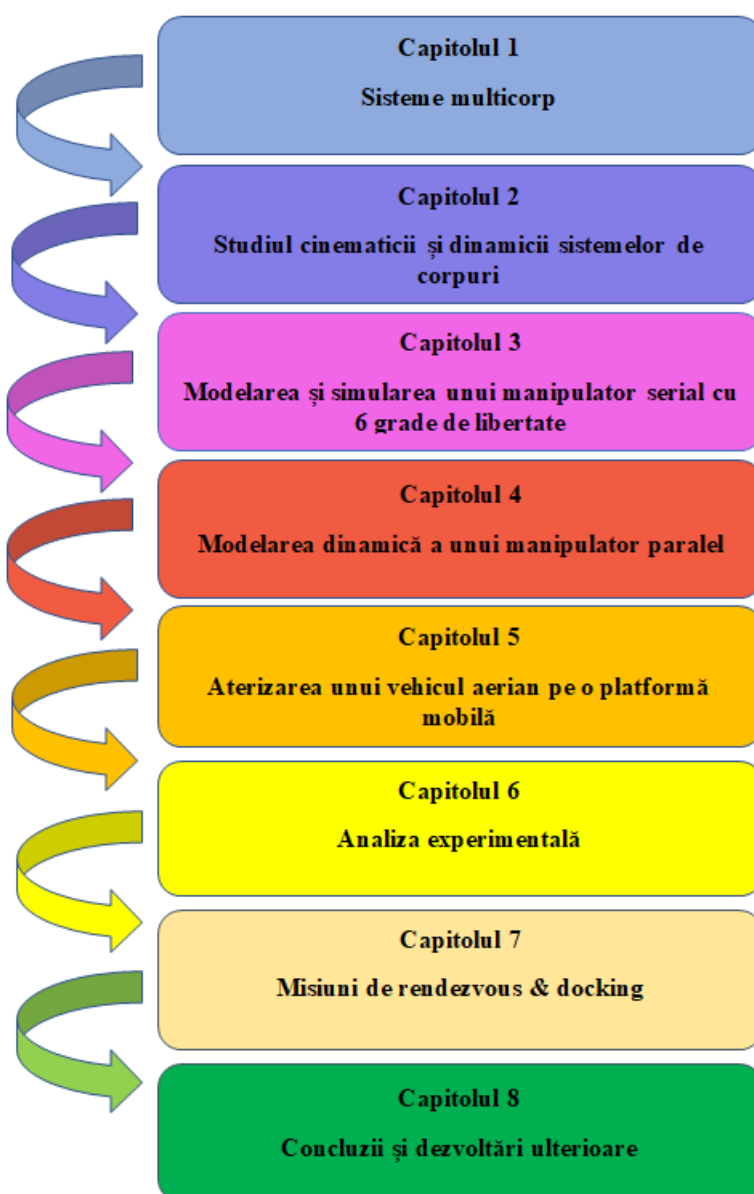 Capitolul 1
Sisteme multicorp
Capitolul 2
Studiul cinematicii și dinamicii sistemelor de
corpuri
Capitolul 3
Modelarea și simularea unui manipulator serial cu
6 grade de libertate
Capitolul 4
Modelarea dinamică a unui manipulator paralel
Capitolul 5
Aterizarea unui vehicul aerian pe o platformă
mobilă
Capitolul 6
Analiza experimentală
Capitolul 7
Misiuni de rendezvous & docking
Capitolul 8
Concluzii și dezvoltări ulterioare